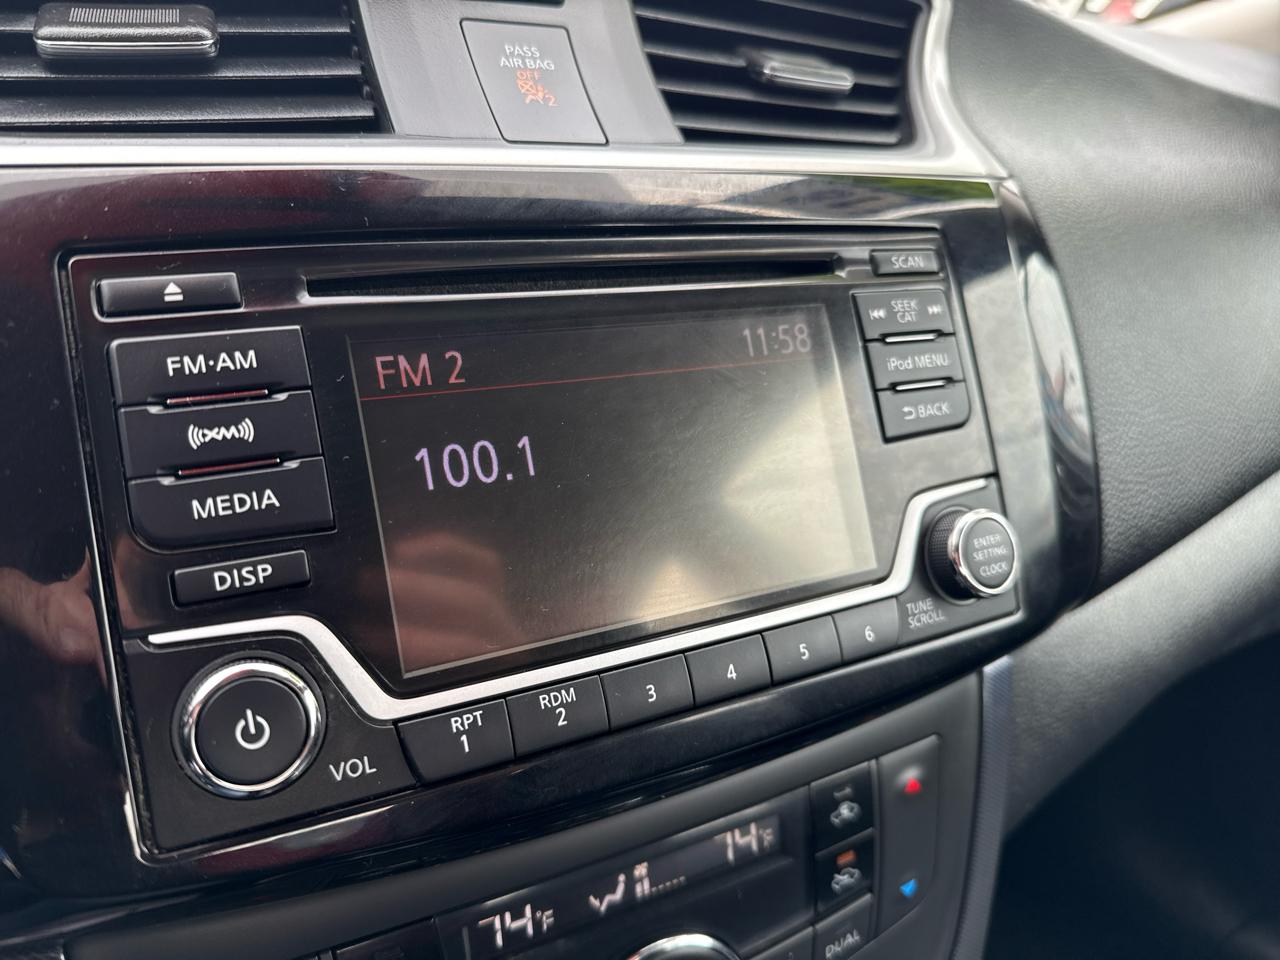 PASS
AIR BAG
OFF
2
SCAN
FM·AM
SEEK
CAT
FM 2
11:58
iPod MENU
XM
BACK
100.1
MEDIA
DISP
ENTER
SETTING
CLOCK
TUNE
SCROLL
VOL
RPT
1
RDM
2
3
4
5
6
74°F
74°F
DUAL